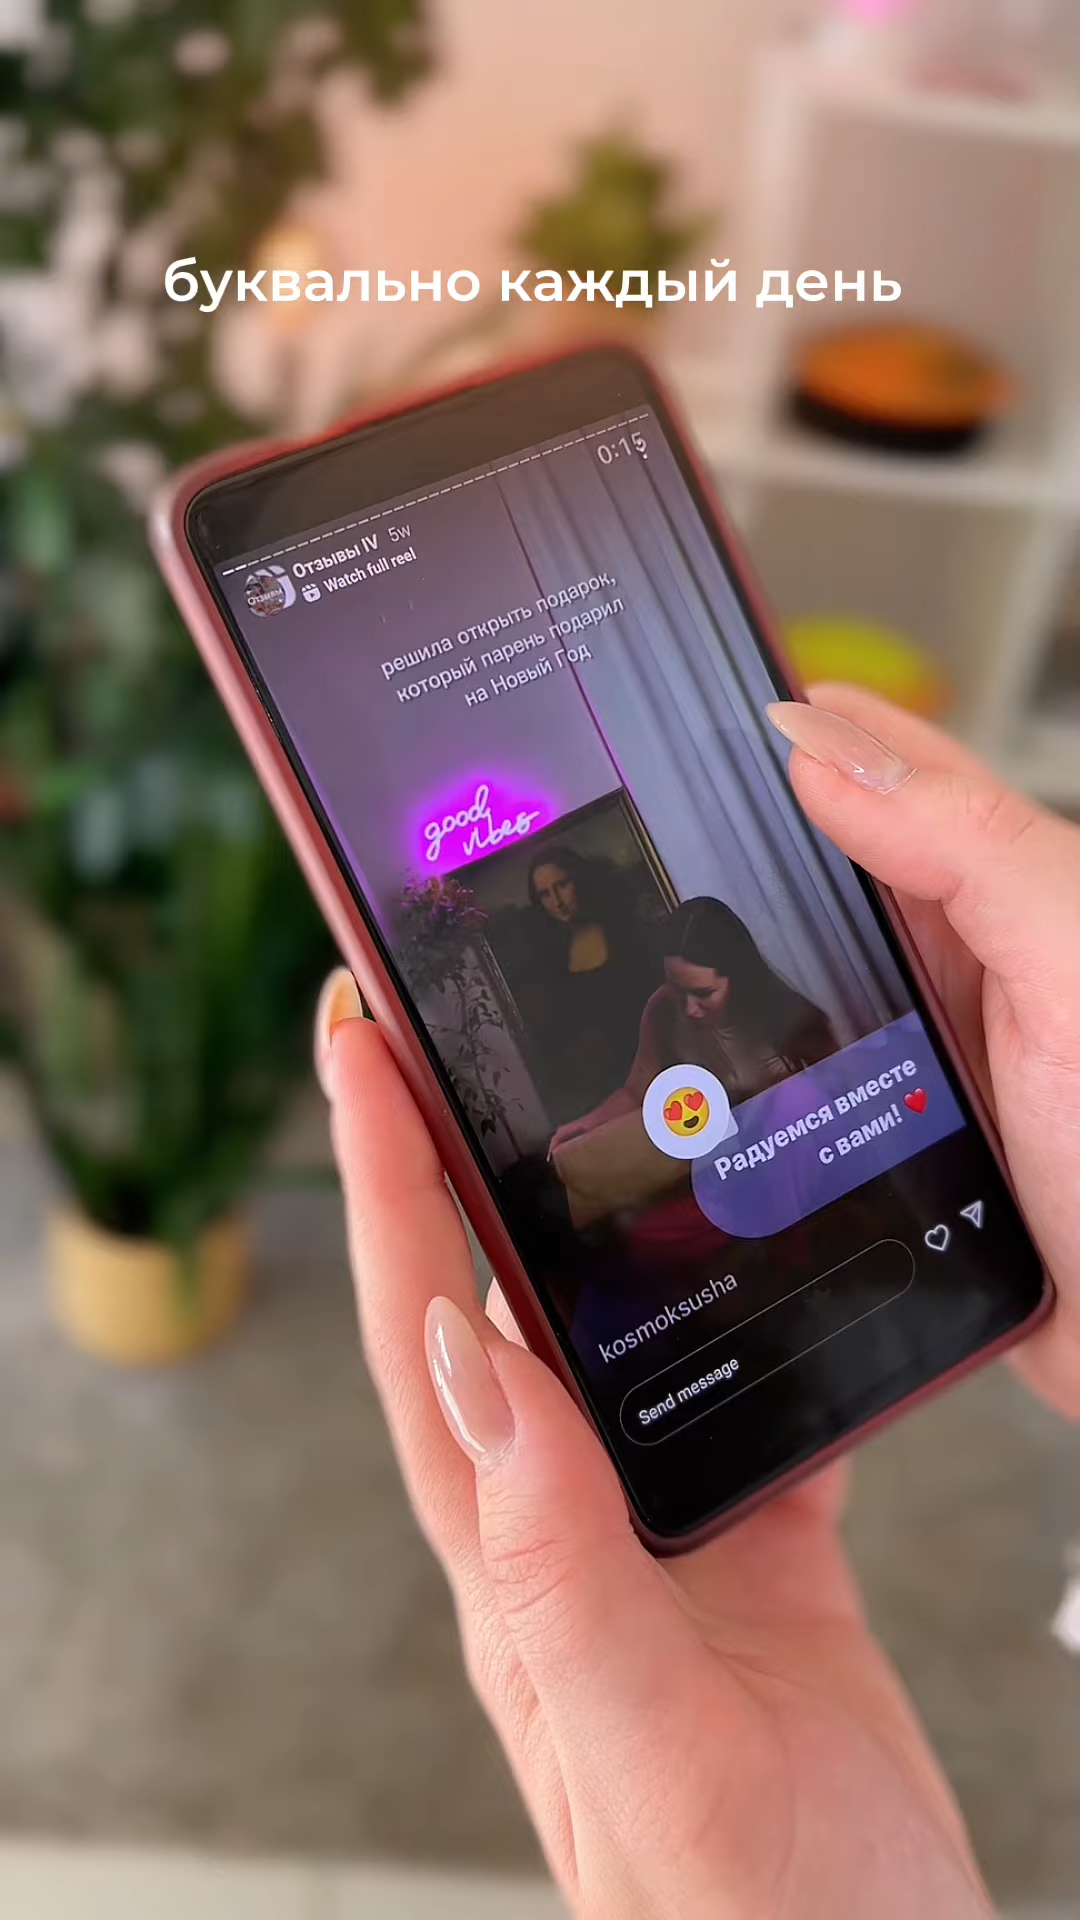 буквально каждый день
0:15
Отзывы IV 5w
Отзывы
Watch full reel
решила открыть подарок,
который парень подарил
на Новый Год
good
vibes
Радуемся вместе
с вами! ❤️
kosmoksusha
Send message